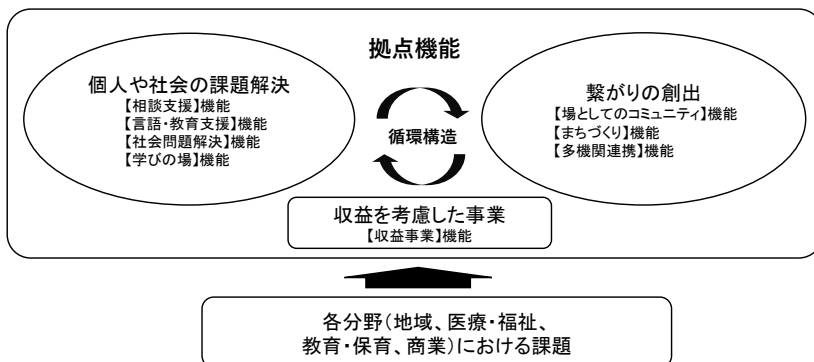 拠点機能
個人や社会の課題解決
【相談支援】機能
【言語・教育支援】機能
【社会問題解決】機能
【学びの場】機能
循環構造
繋がりの創出
【場としてのコミュニティ】機能
【まちづくり】機能
【多機関連携】機能
収益を考慮した事業
【収益事業】機能
各分野（地域、医療・福祉、
教育・保育、商業）における課題